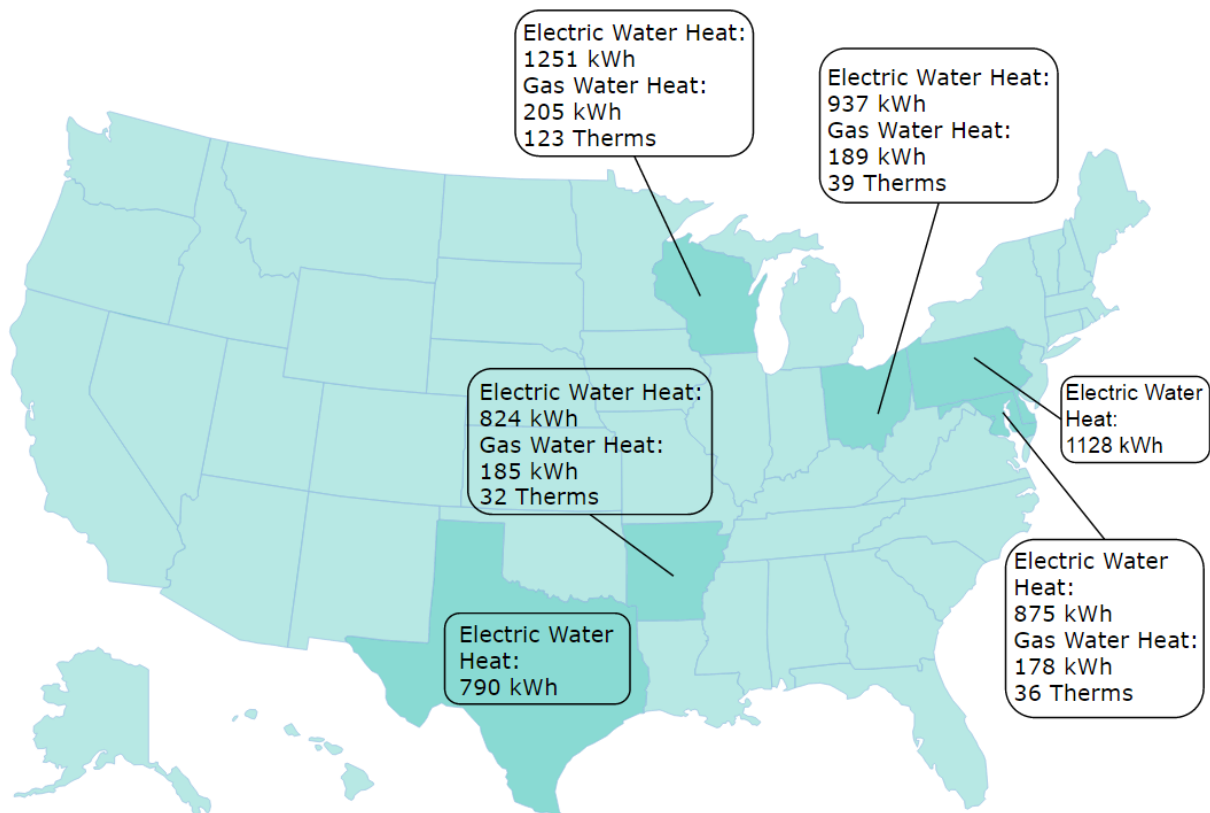 Electric Water Heat:
1251 kWh
Gas Water Heat:
205 kWh
123 Therms
Electric Water Heat:
937 kWh
Gas Water Heat:
189 kWh
39 Therms
Electric Water Heat:
824 kWh
Gas Water Heat:
185 kWh
32 Therms
Electric Water
Heat:
1128 kWh
Electric Water
Heat:
875 kWh
Gas Water Heat:
178 kWh
36 Therms
Electric Water
Heat:
790 kWh